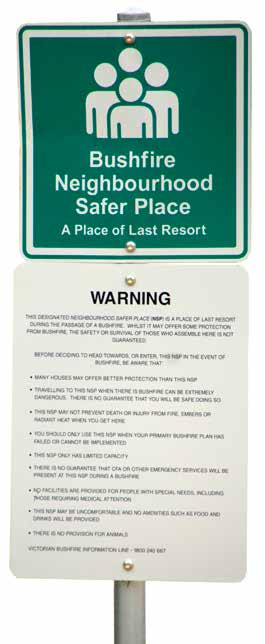 Bushfire
Neighbourhood
Safer Place
A Place of Last Resort
WARNING
THIS DESIGNATED NEIGHBOURHOOD SAFER PLACE (NSP) IS A PLACE OF LAST RESORT
DURING THE PASSAGE OF A BUSHFIRE. WHILST IT MAY OFFER SOME PROTECTION
FROM BUSHFIRE, THE SAFETY OR SURVIVAL OF THOSE WHO ASSEMBLE HERE IS NOT
GUARANTEED.
BEFORE DECIDING TO HEAD TOWARDS, OR ENTER, THIS NSP IN THE EVENT OF
BUSHFIRE, BE AWARE THAT:
• MANY HOUSES MAY OFFER BETTER PROTECTION THAN THIS NSP
• TRAVELLING TO THIS NSP WHEN THERE IS BUSHFIRE CAN BE EXTREMELY
DANGEROUS. THERE IS NO GUARANTEE THAT YOU WILL BE SAFE DOING SO
• THIS NSP MAY NOT PREVENT DEATH OR INJURY FROM FIRE, EMBERS OR
RADIANT HEAT WHEN YOU GET HERE
• YOU SHOULD ONLY USE THIS NSP WHEN YOUR PRIMARY BUSHFIRE PLAN HAS
FAILED OR CANNOT BE IMPLEMENTED
• THIS NSP ONLY HAS LIMITED CAPACITY
• THERE IS NO GUARANTEE THAT CFA OR OTHER EMERGENCY SERVICES WILL BE
PRESENT AT THIS NSP DURING A BUSHFIRE
• NO FACILITIES ARE PROVIDED FOR PEOPLE WITH SPECIAL NEEDS, INCLUDING
THOSE REQUIRING MEDICAL ATTENTION
• THIS NSP MAY BE UNCOMFORTABLE AND NO AMENITIES SUCH AS FOOD AND
DRINKS WILL BE PROVIDED
• THERE IS NO PROVISION FOR ANIMALS
VICTORIAN BUSHFIRE INFORMATION LINE - 1800 240 667